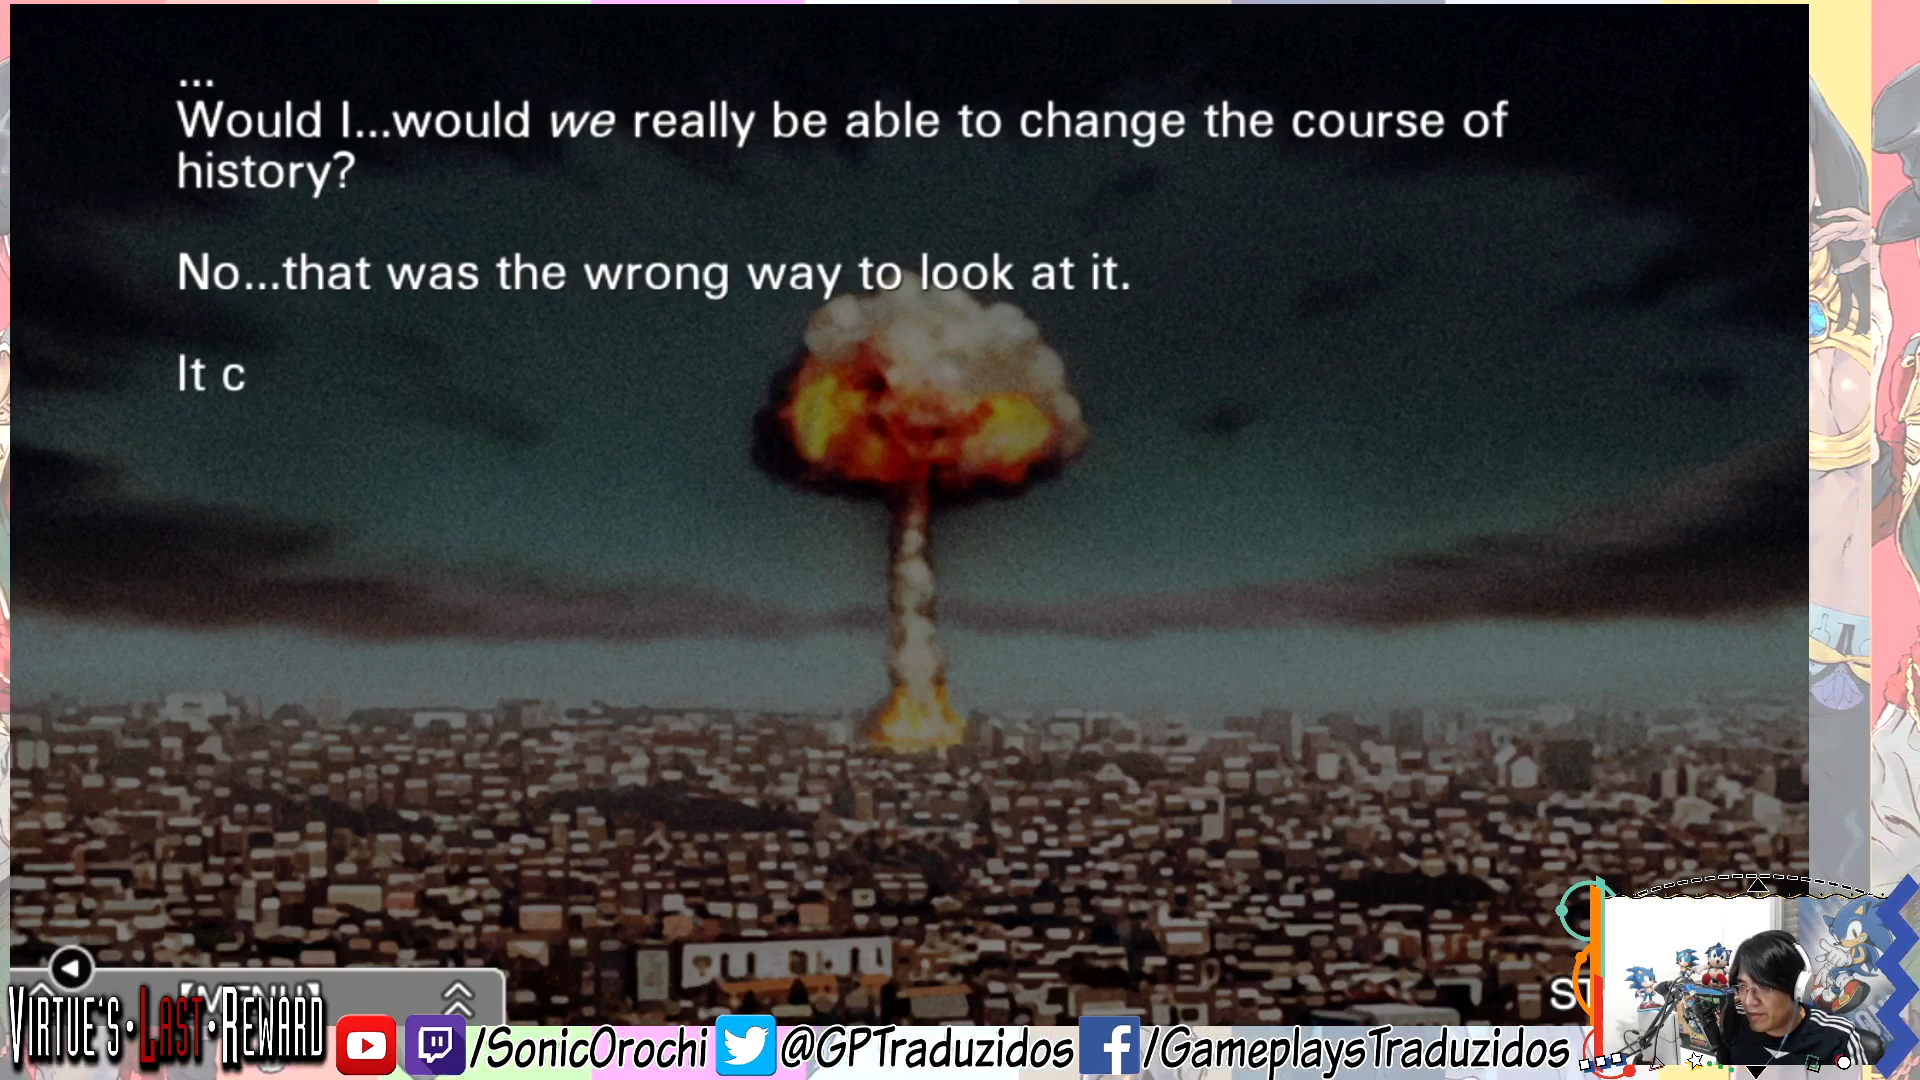 ...
Would I...would we really be able to change the course of
history?
No...that was the wrong way to look at it.
It c
VIRTUE'S·LAST·REWARD
/SonicOrochi
@GPTraduzidos
/GameplaysTraduzidos